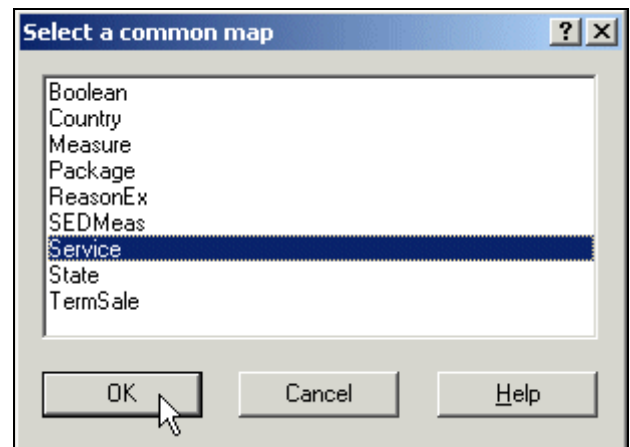 Select a common map
Boolean
Country
Measure
Package
ReasonEx
SEDMeas
Service
State
TermSale
OK Cancel Help